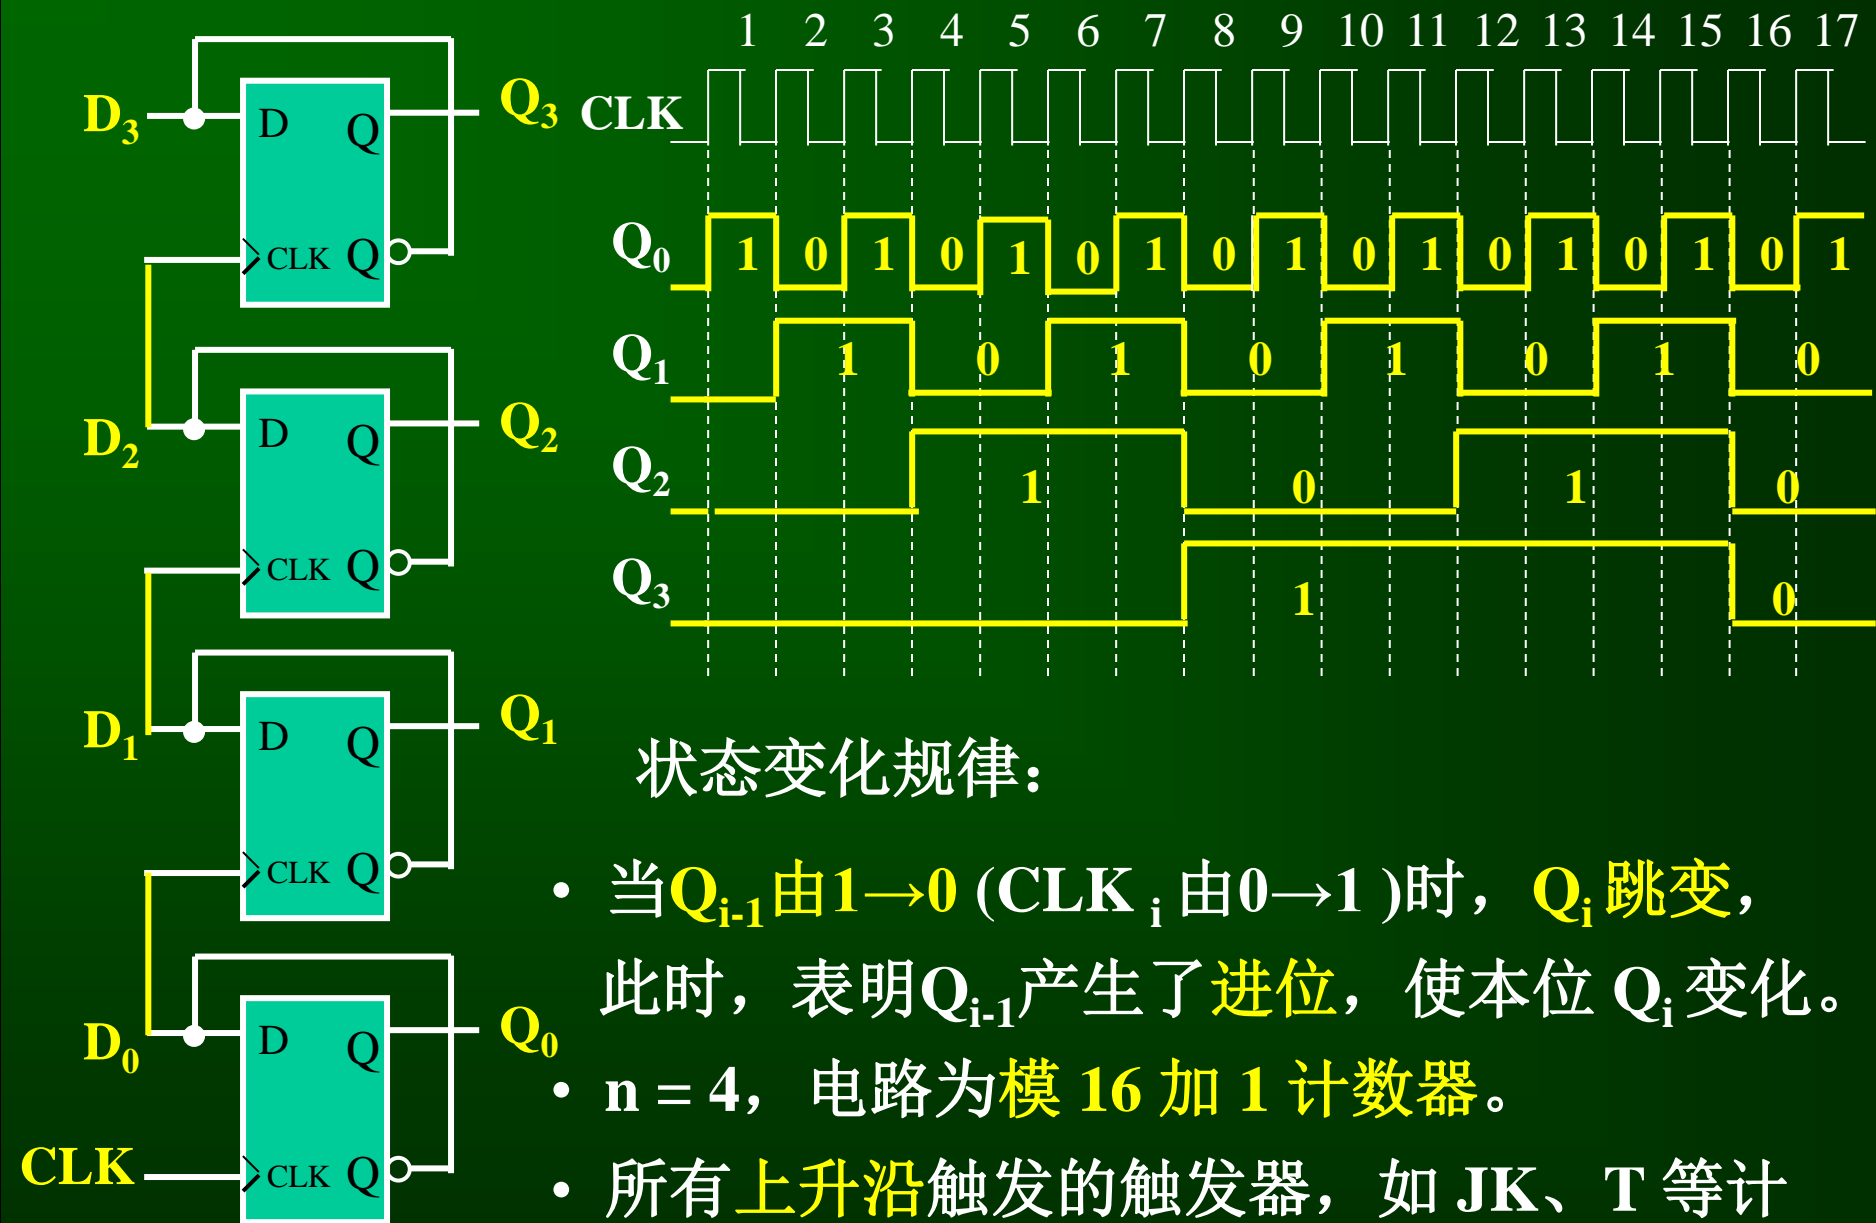 1 2 3 4 5 6 7 8 9 10 11 12 13 14 15 16 17
CLK
Q0 1 0 1 0 1 0 1 0 1 0 1 0 1 0 1 0 1
Q1 1 0 1 0 1 0 1 0
Q2 1 0 1 0
Q3 1 0
D3 D Q Q3
CLK Q
D2 D Q Q2
CLK Q
D1 D Q Q1
CLK Q
D0 D Q Q0
CLK CLK Q
状态变化规律：
• 当Qi-1由1→0 (CLK i 由0→1 )时，Qi 跳变，
此时，表明Qi-1产生了进位，使本位 Qi 变化。
• n = 4，电路为模 16 加 1 计数器。
• 所有上升沿触发的触发器，如 JK、T 等计